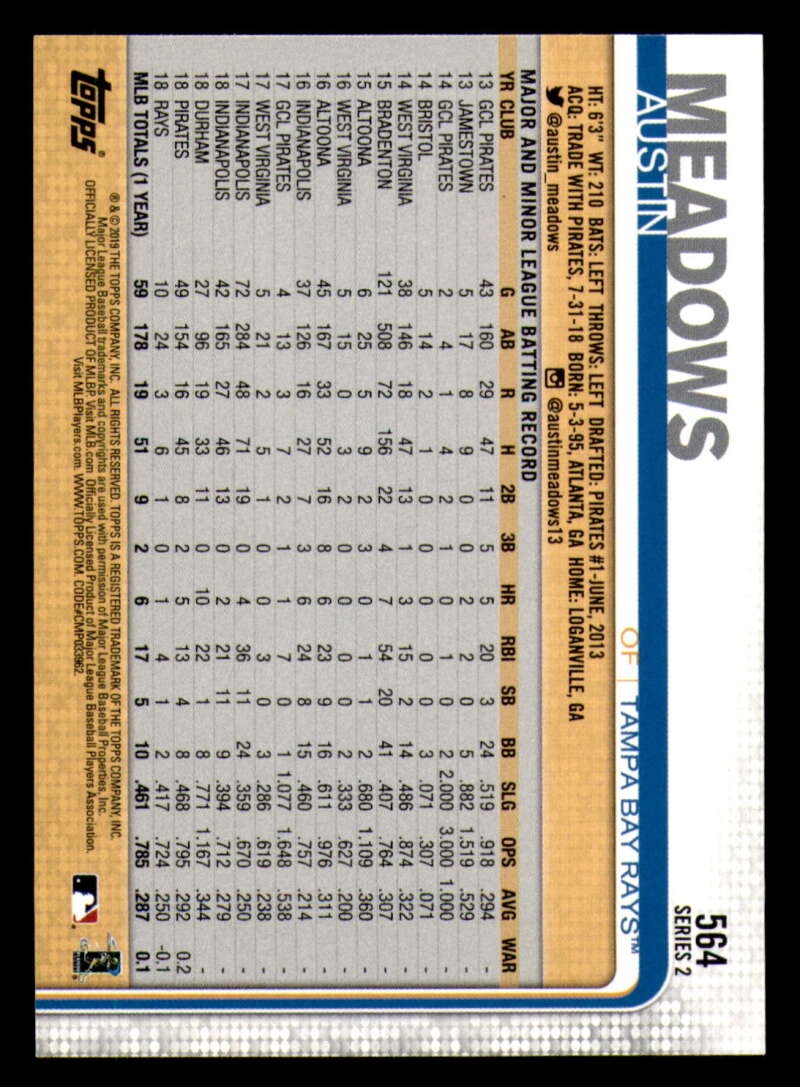 564
SERIES 2
MEADOWS
AUSTIN
OF | TAMPA BAY RAYS™
HT: 6'3" WT: 210 BATS: LEFT THROWS: LEFT DRAFTED: PIRATES #1-JUNE, 2013
ACQ: TRADE WITH PIRATES, 7-31-18 BORN: 5-3-95, ATLANTA, GA HOME: LOGANVILLE, GA
@austin_meadows @austinmeadows13
MAJOR AND MINOR LEAGUE BATTING RECORD
YR CLUB G AB R H 2B 3B HR RBI SB BB SLG OPS AVG WAR
13 GCL PIRATES 43 160 29 47 11 5 5 20 3 24 .519 .918 .294 -
13 JAMESTOWN 5 17 8 9 0 0 2 2 0 5 .882 1.519 .529 -
14 GCL PIRATES 2 4 1 4 2 1 0 1 0 2 2.000 3.000 1.000 -
14 BRISTOL 5 14 2 1 0 0 0 0 0 3 .071 .307 .071 -
14 WEST VIRGINIA 38 146 18 47 13 1 3 15 2 14 .486 .874 .322 -
15 BRADENTON 121 508 72 156 22 4 7 54 20 41 .407 .764 .307 -
15 ALTOONA 6 25 5 9 2 3 0 1 1 2 .680 1.109 .360 -
16 WEST VIRGINIA 5 15 0 3 2 0 0 0 0 2 .333 .627 .200 -
16 ALTOONA 45 167 33 52 16 8 6 23 9 16 .611 .976 .311 -
16 INDIANAPOLIS 37 126 16 27 7 3 6 24 8 15 .460 .757 .214 -
17 GCL PIRATES 4 13 3 7 2 1 1 7 0 1 1.077 1.648 .538 -
17 WEST VIRGINIA 5 21 2 5 1 0 0 3 0 3 .286 .619 .238 -
17 INDIANAPOLIS 72 284 48 71 19 0 4 36 11 24 .359 .670 .250 -
18 INDIANAPOLIS 42 165 27 46 13 0 2 21 11 9 .394 .712 .279 -
18 DURHAM 27 96 19 33 11 0 10 22 1 8 .771 1.167 .344 -
18 PIRATES 49 154 16 45 8 2 5 13 4 8 .468 .795 .292 0.2
18 RAYS 10 24 3 6 1 0 1 4 1 2 .417 .724 .250 -0.1
MLB TOTALS (1 YEAR) 59 178 19 51 9 2 6 17 5 10 .461 .785 .287 0.1
topps®
® & © 2019 THE TOPPS COMPANY, INC. ALL RIGHTS RESERVED. TOPPS IS A REGISTERED TRADEMARK OF THE TOPPS COMPANY, INC.
Major League Baseball trademarks and copyrights are used with permission of Major League Baseball Properties, Inc.
OFFICIALLY LICENSED PRODUCT OF MLBP. Visit MLB.com Officially Licensed Product of Major League Baseball Players Association.
Visit MLBPlayers.com. WWW.TOPPS.COM. CODE#CMP033962